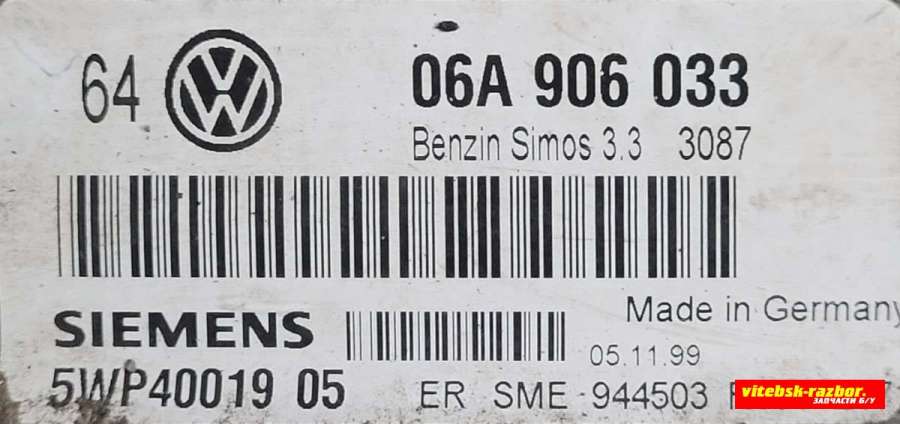 64 VW 06A 906 033
Benzin Simos 3.3 3087
Made in Germany
SIEMENS
05.11.99
5WP40019 05
ER SME 944503
vitebsk-razbor.
ЗАПЧАСТИ Б/У